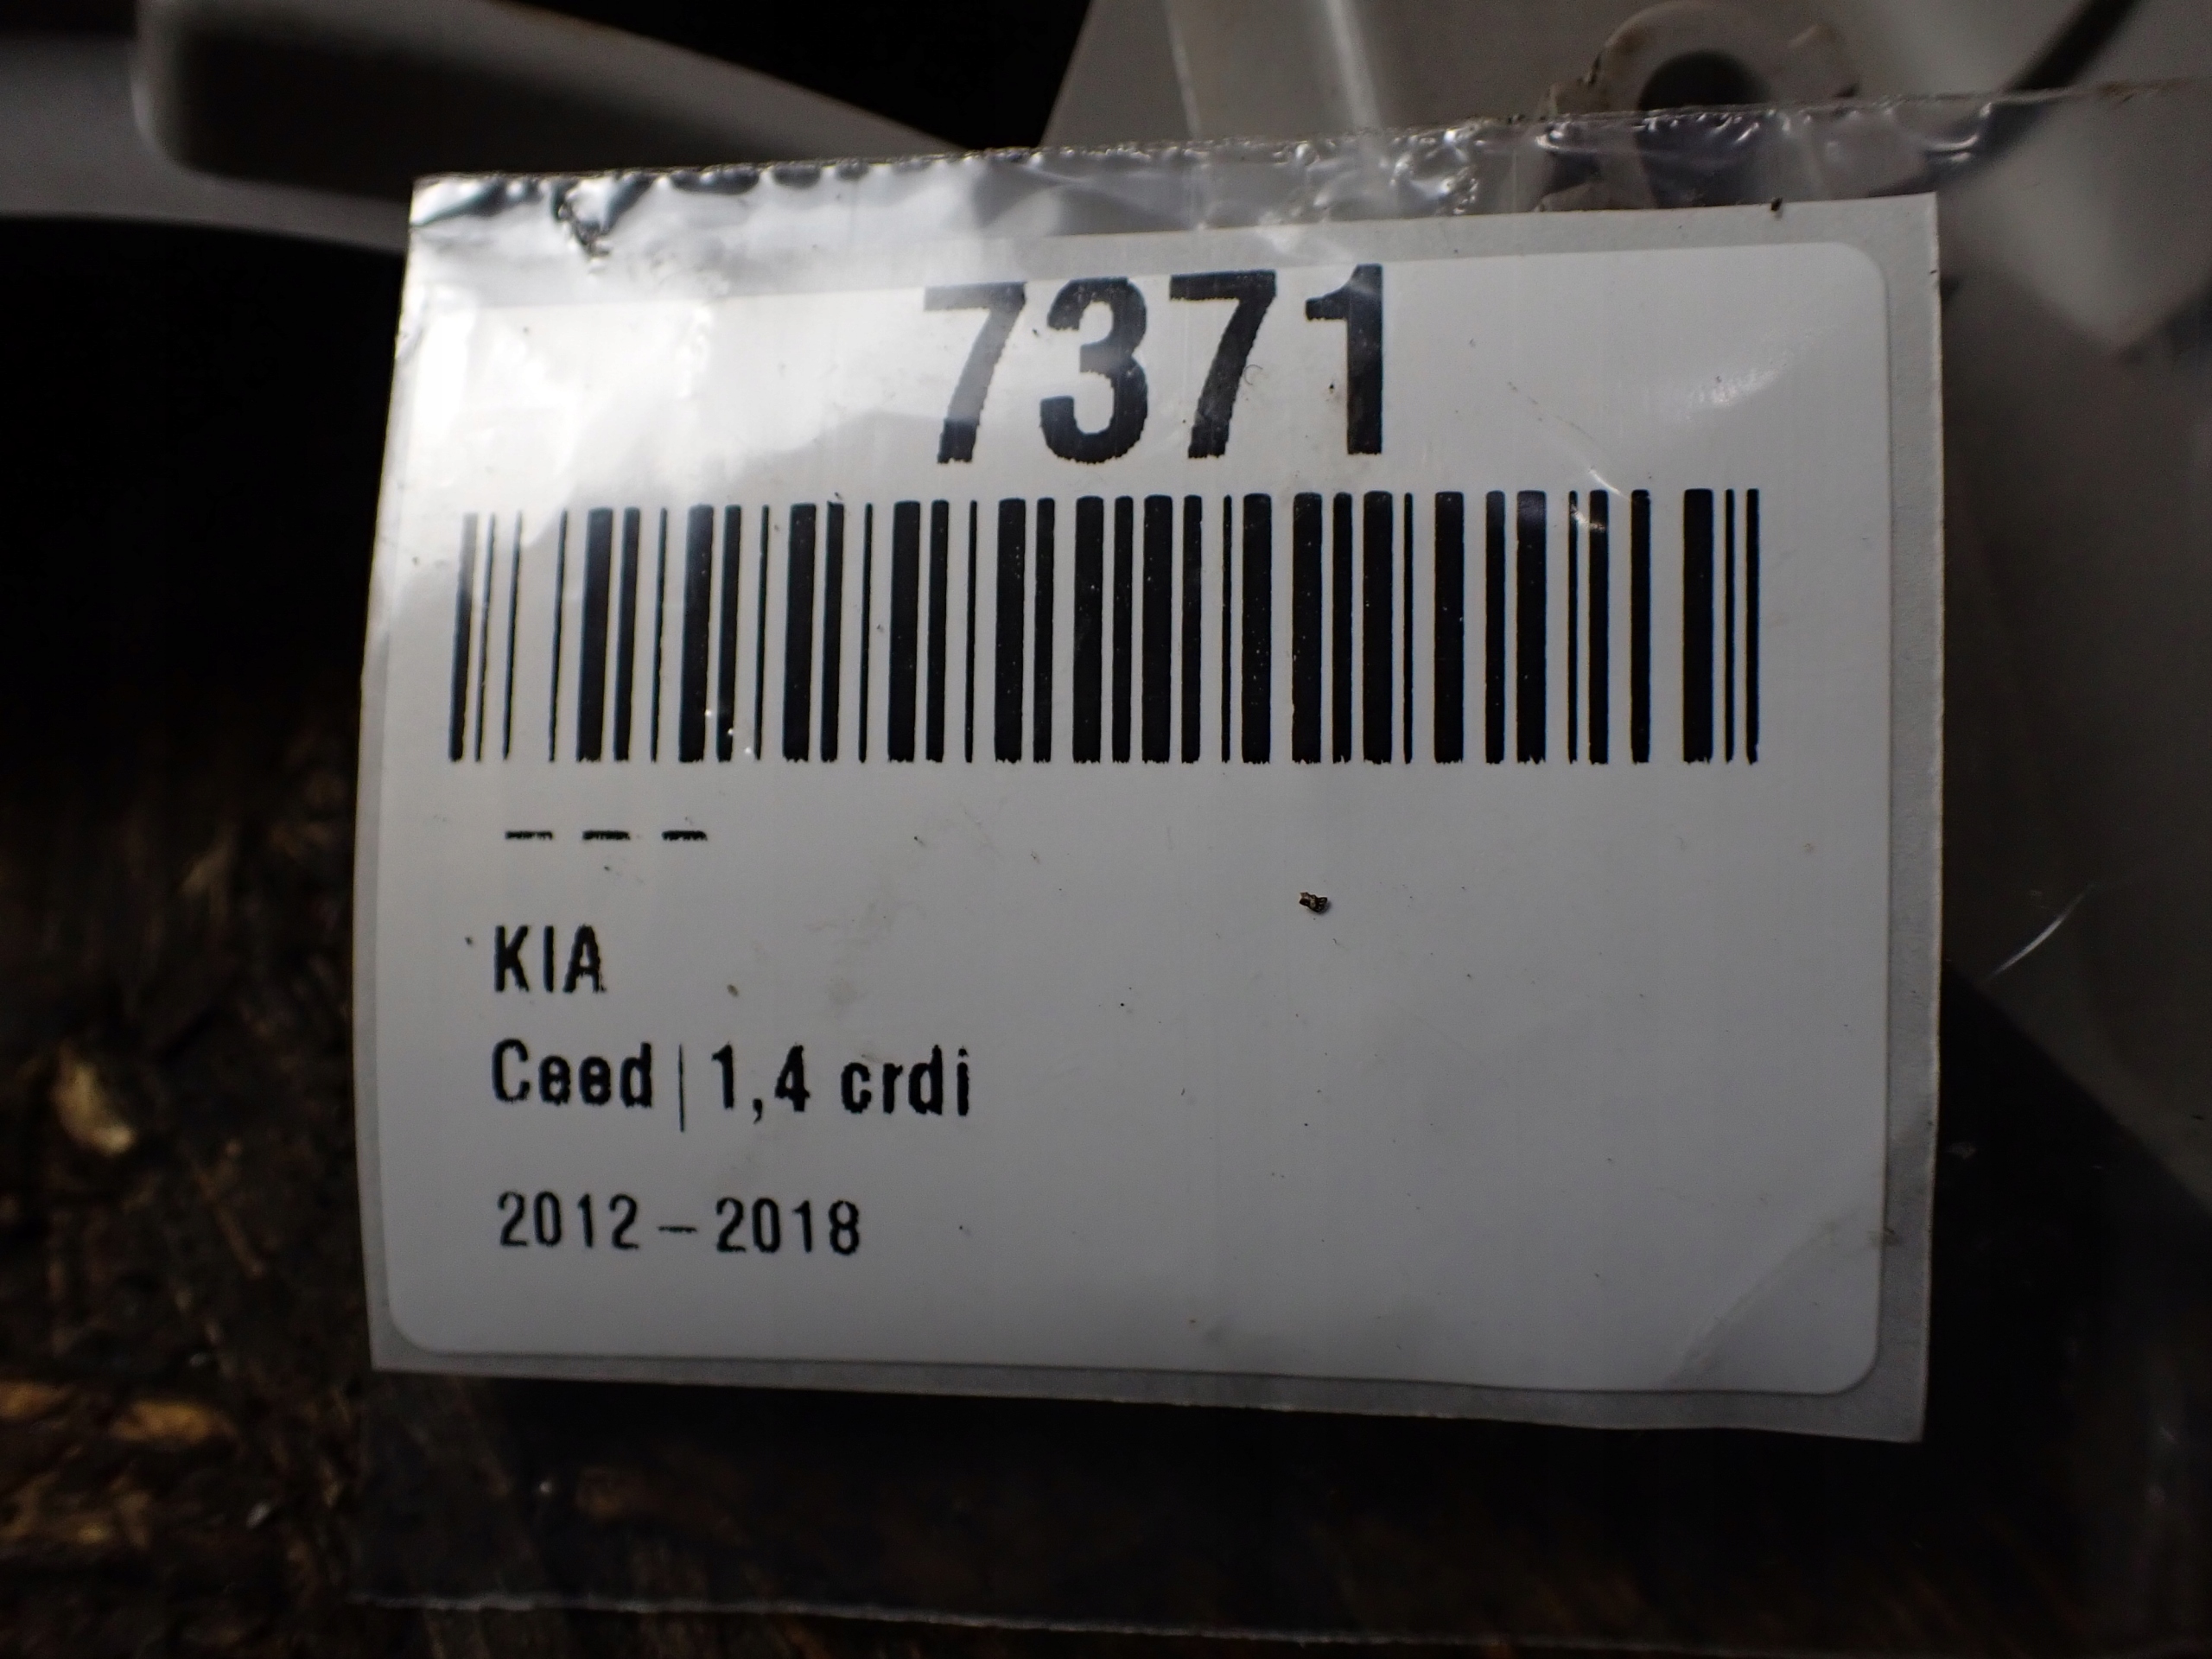 7371
– – –
KIA
Ceed | 1,4 crdi
2012 – 2018